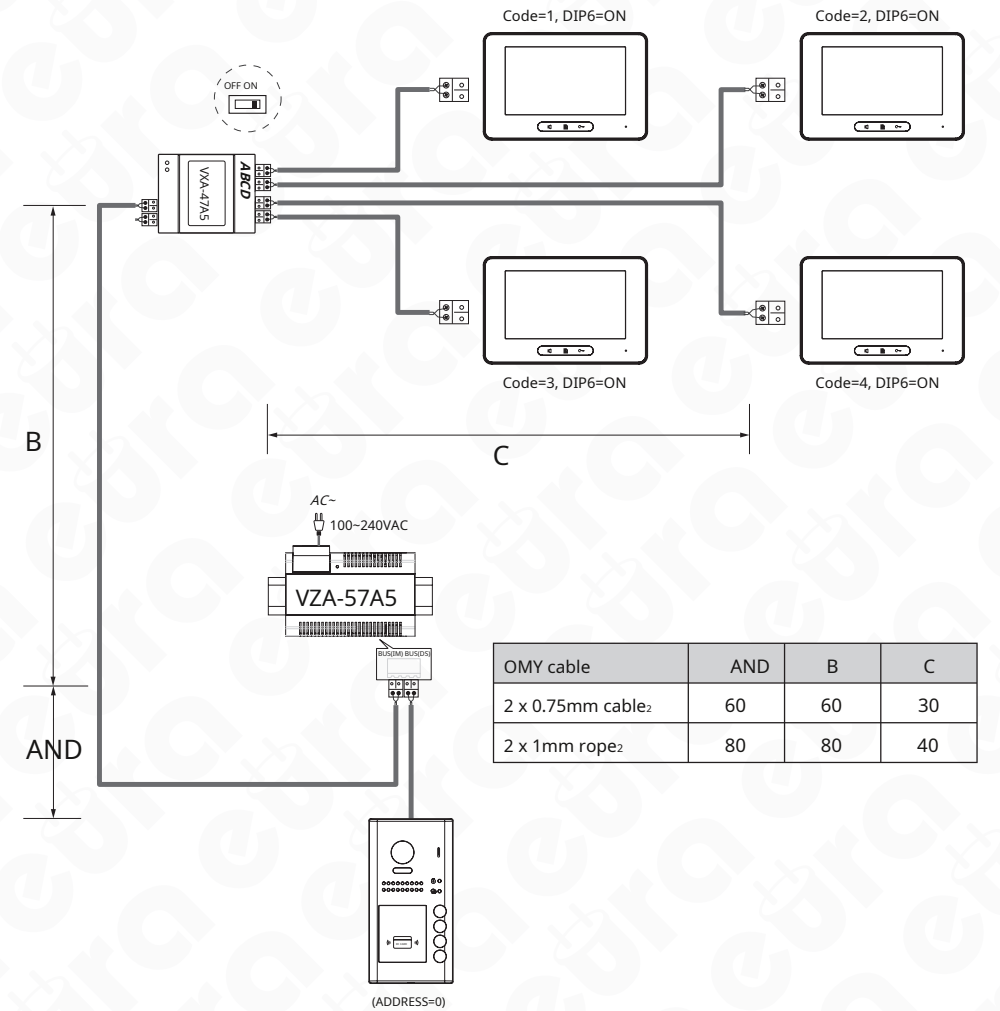 Code=1, DIP6=ON
Code=2, DIP6=ON
OFF ON
VXA-47A5
ABCD
Code=3, DIP6=ON
Code=4, DIP6=ON
B
C
AC~
100~240VAC
VZA-57A5
BUS(IM) BUS(DS)
AND
OMY cable AND B C
2 x 0.75mm cable2 60 60 30
2 x 1mm rope2 80 80 40
(ADDRESS=0)
eura